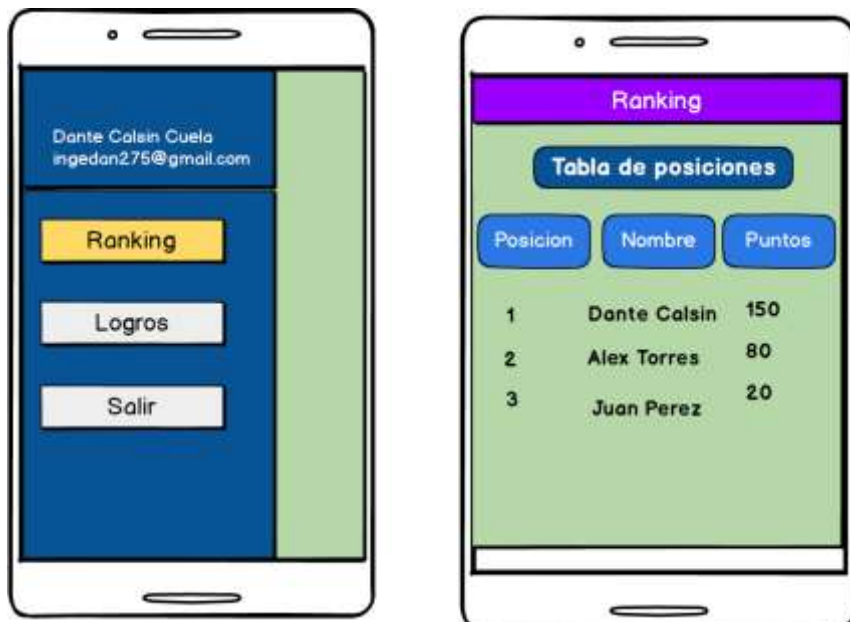 Dante Calsin Cuela
ingedan275@gmail.com
Ranking
Logros
Salir
Ranking
Tabla de posiciones
Posicion Nombre Puntos
1 Dante Calsin 150
2 Alex Torres 80
3 Juan Perez 20